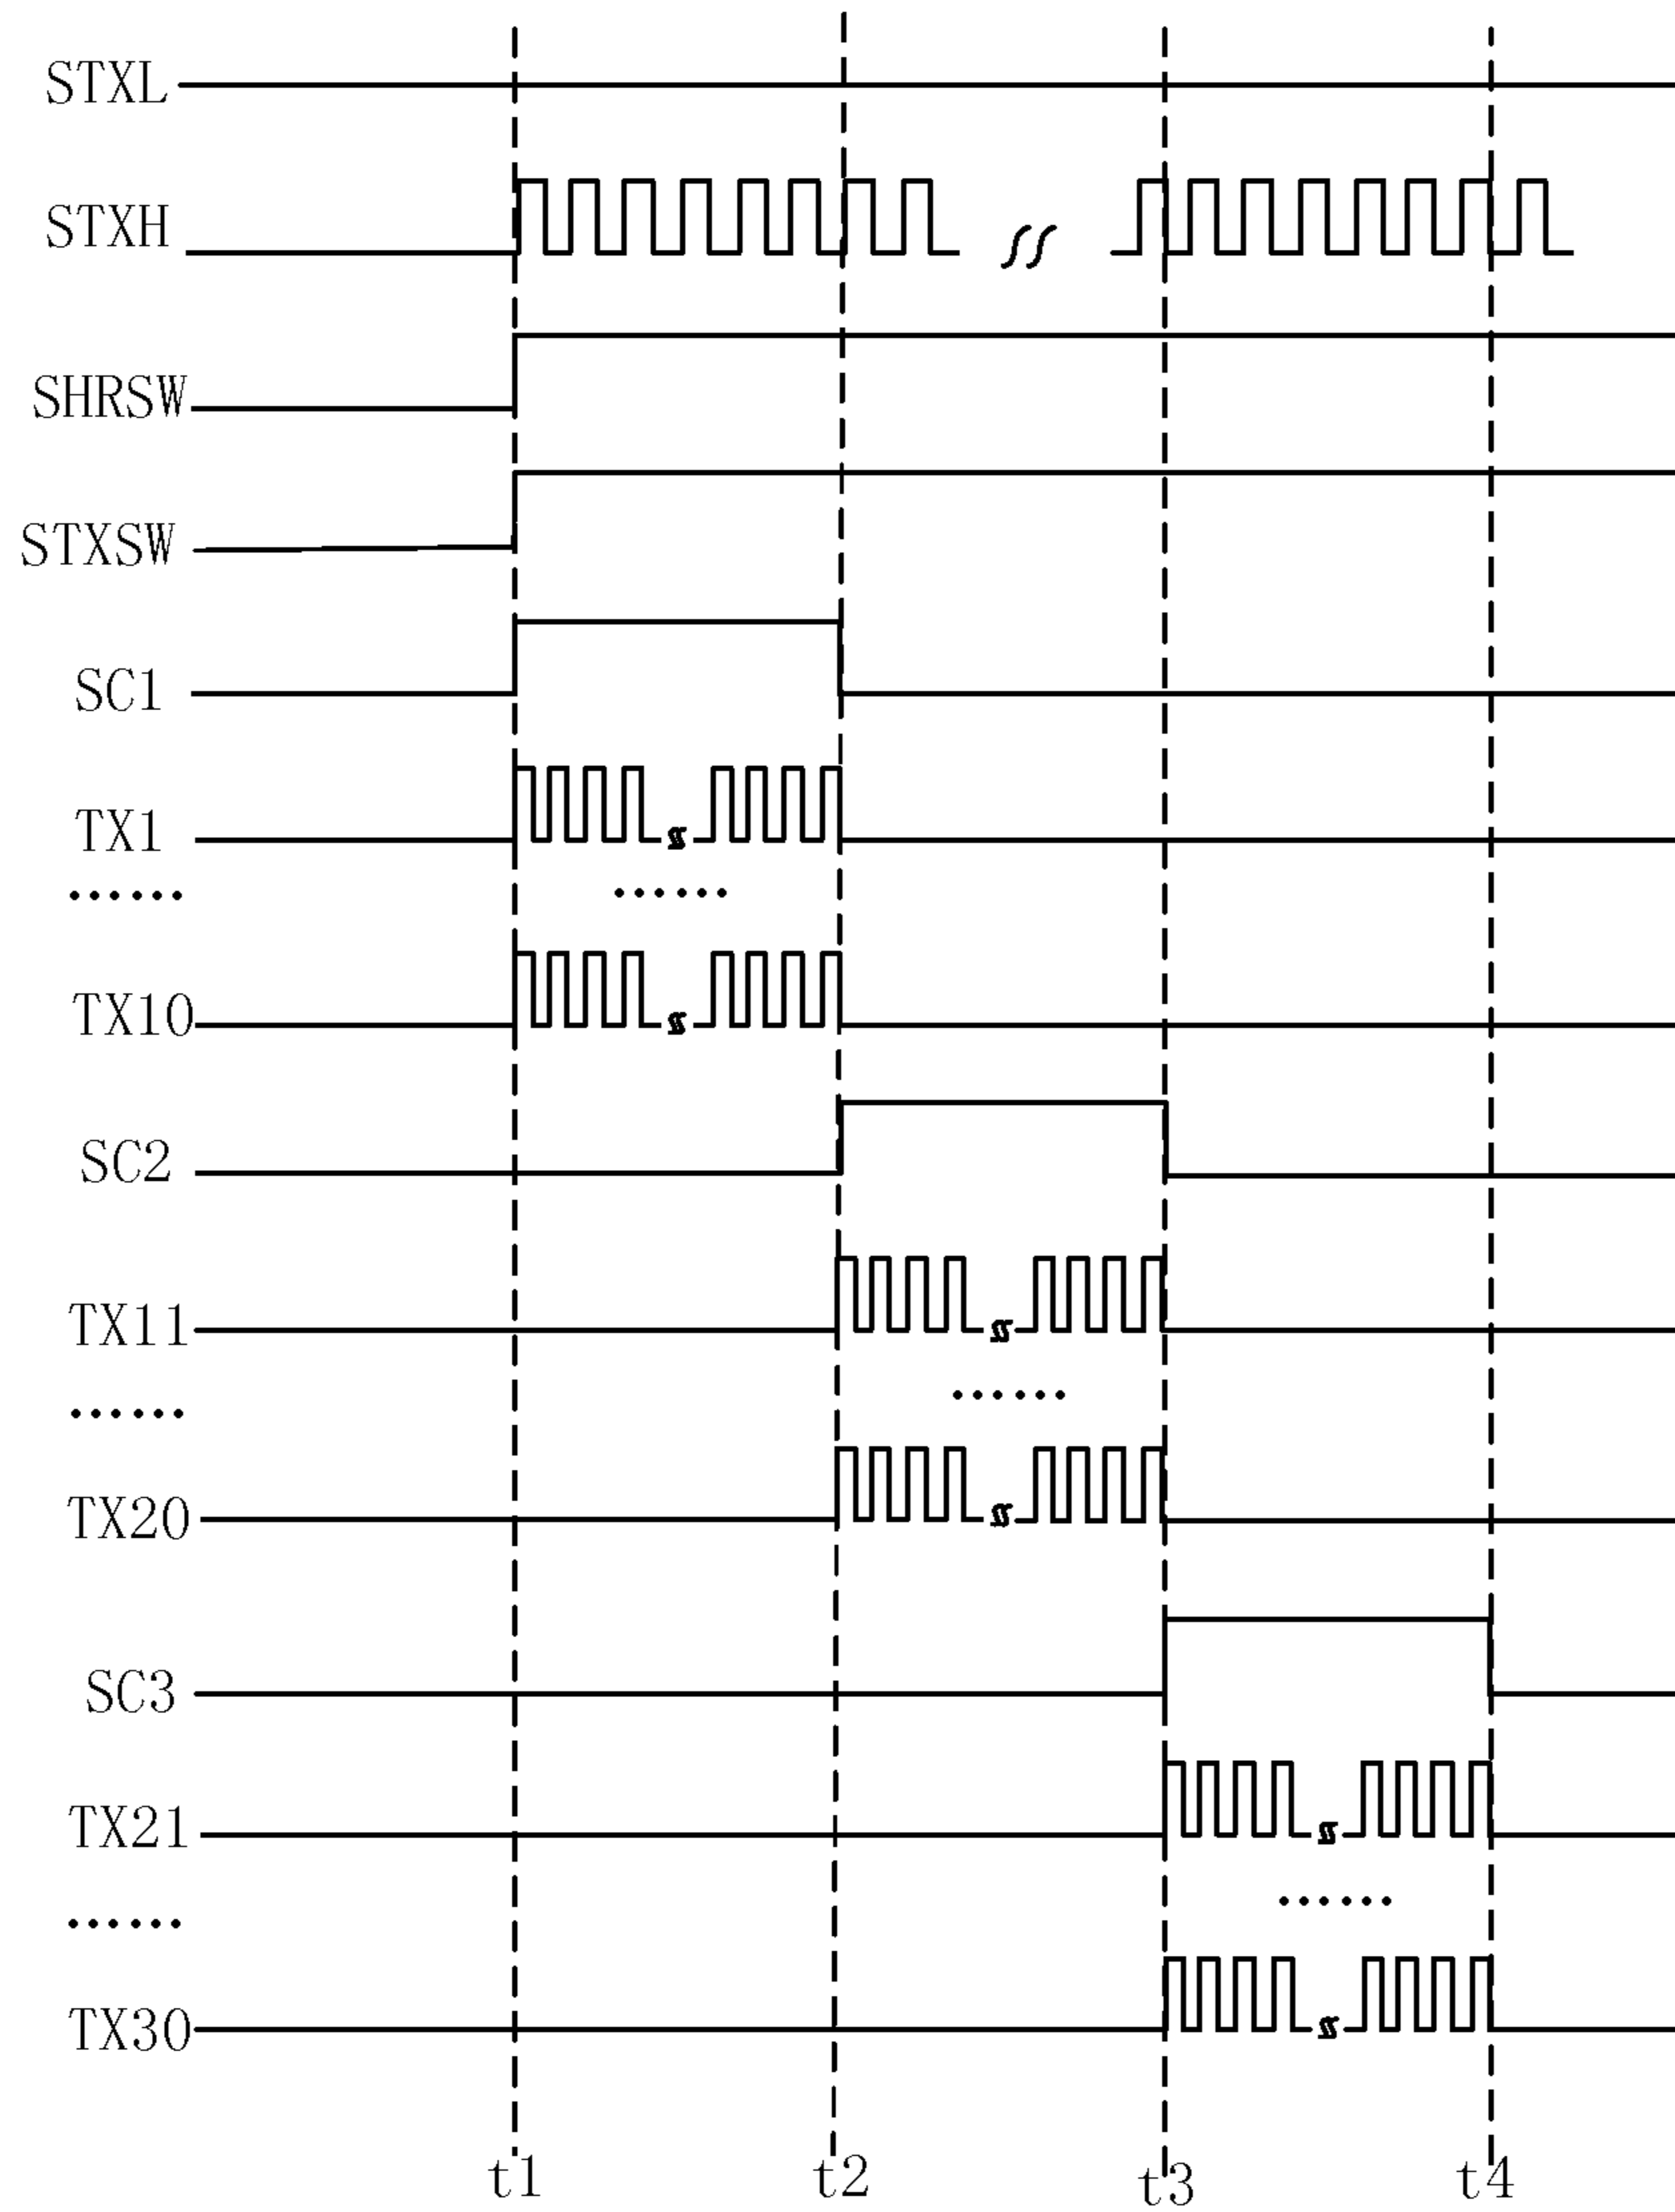 STXL
STXH
SHRSW
STXSW
SC1
TX1
......
......
TX10
SC2
TX11
......
......
TX20
SC3
TX21
......
......
TX30
t1 t2 t3 t4